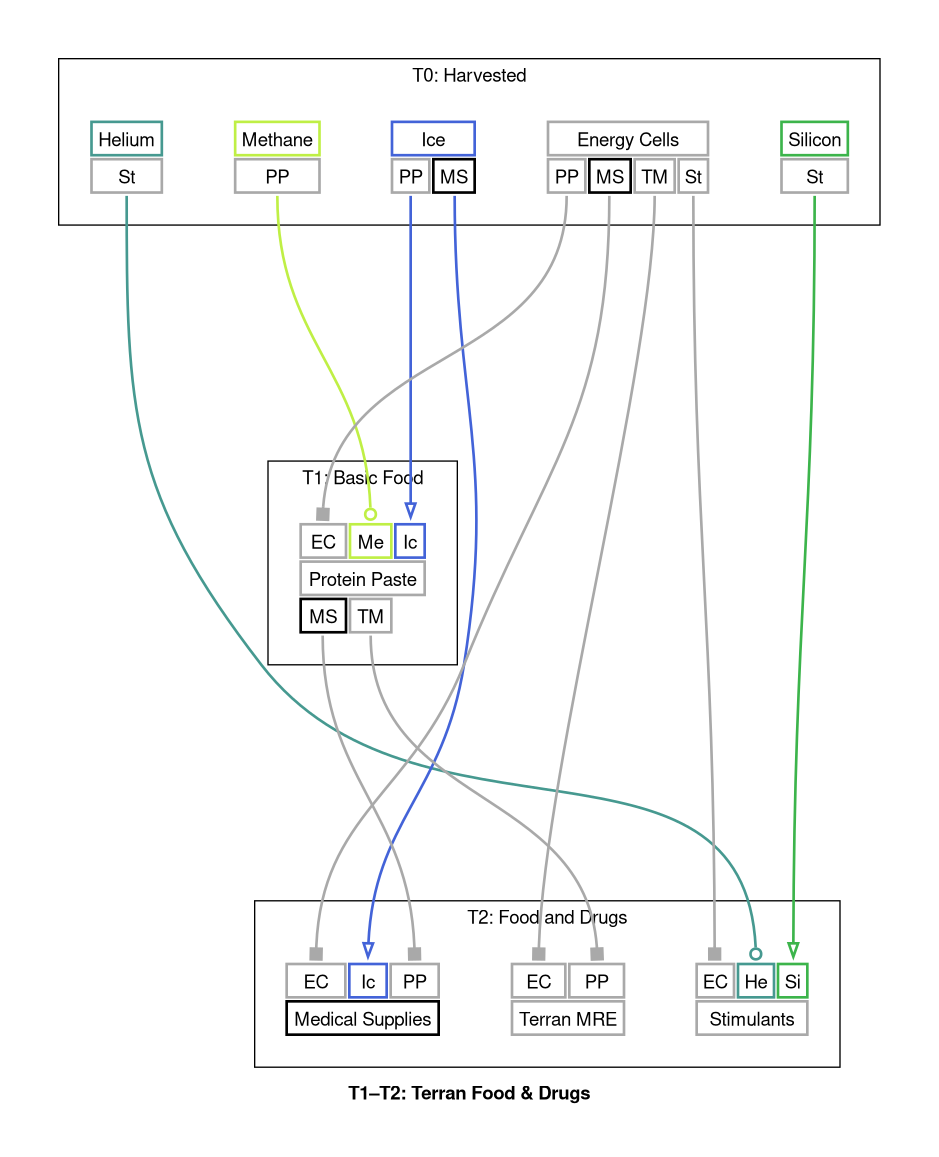 T0: Harvested
Helium Methane Ice Energy Cells Silicon
St PP PP MS PP MS TM St St
T1: Basic Food
EC Me Ic
Protein Paste
MS TM
T2: Food and Drugs
EC Ic PP EC PP EC He Si
Medical Supplies Terran MRE Stimulants
T1–T2: Terran Food & Drugs